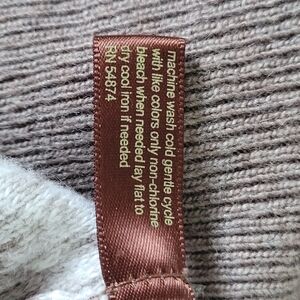 machine wash cold gentle cycle
with like colors only non-chlorine
bleach when needed lay flat to
dry cool iron if needed
RN 54874